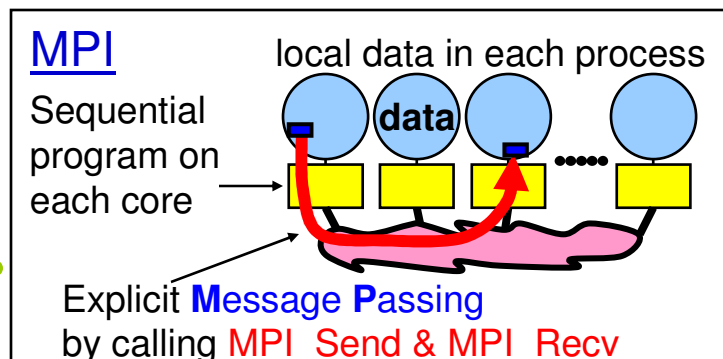 MPI
local data in each process
Sequential
program on
each core
data
Explicit Message Passing
by calling MPI_Send & MPI_Recv